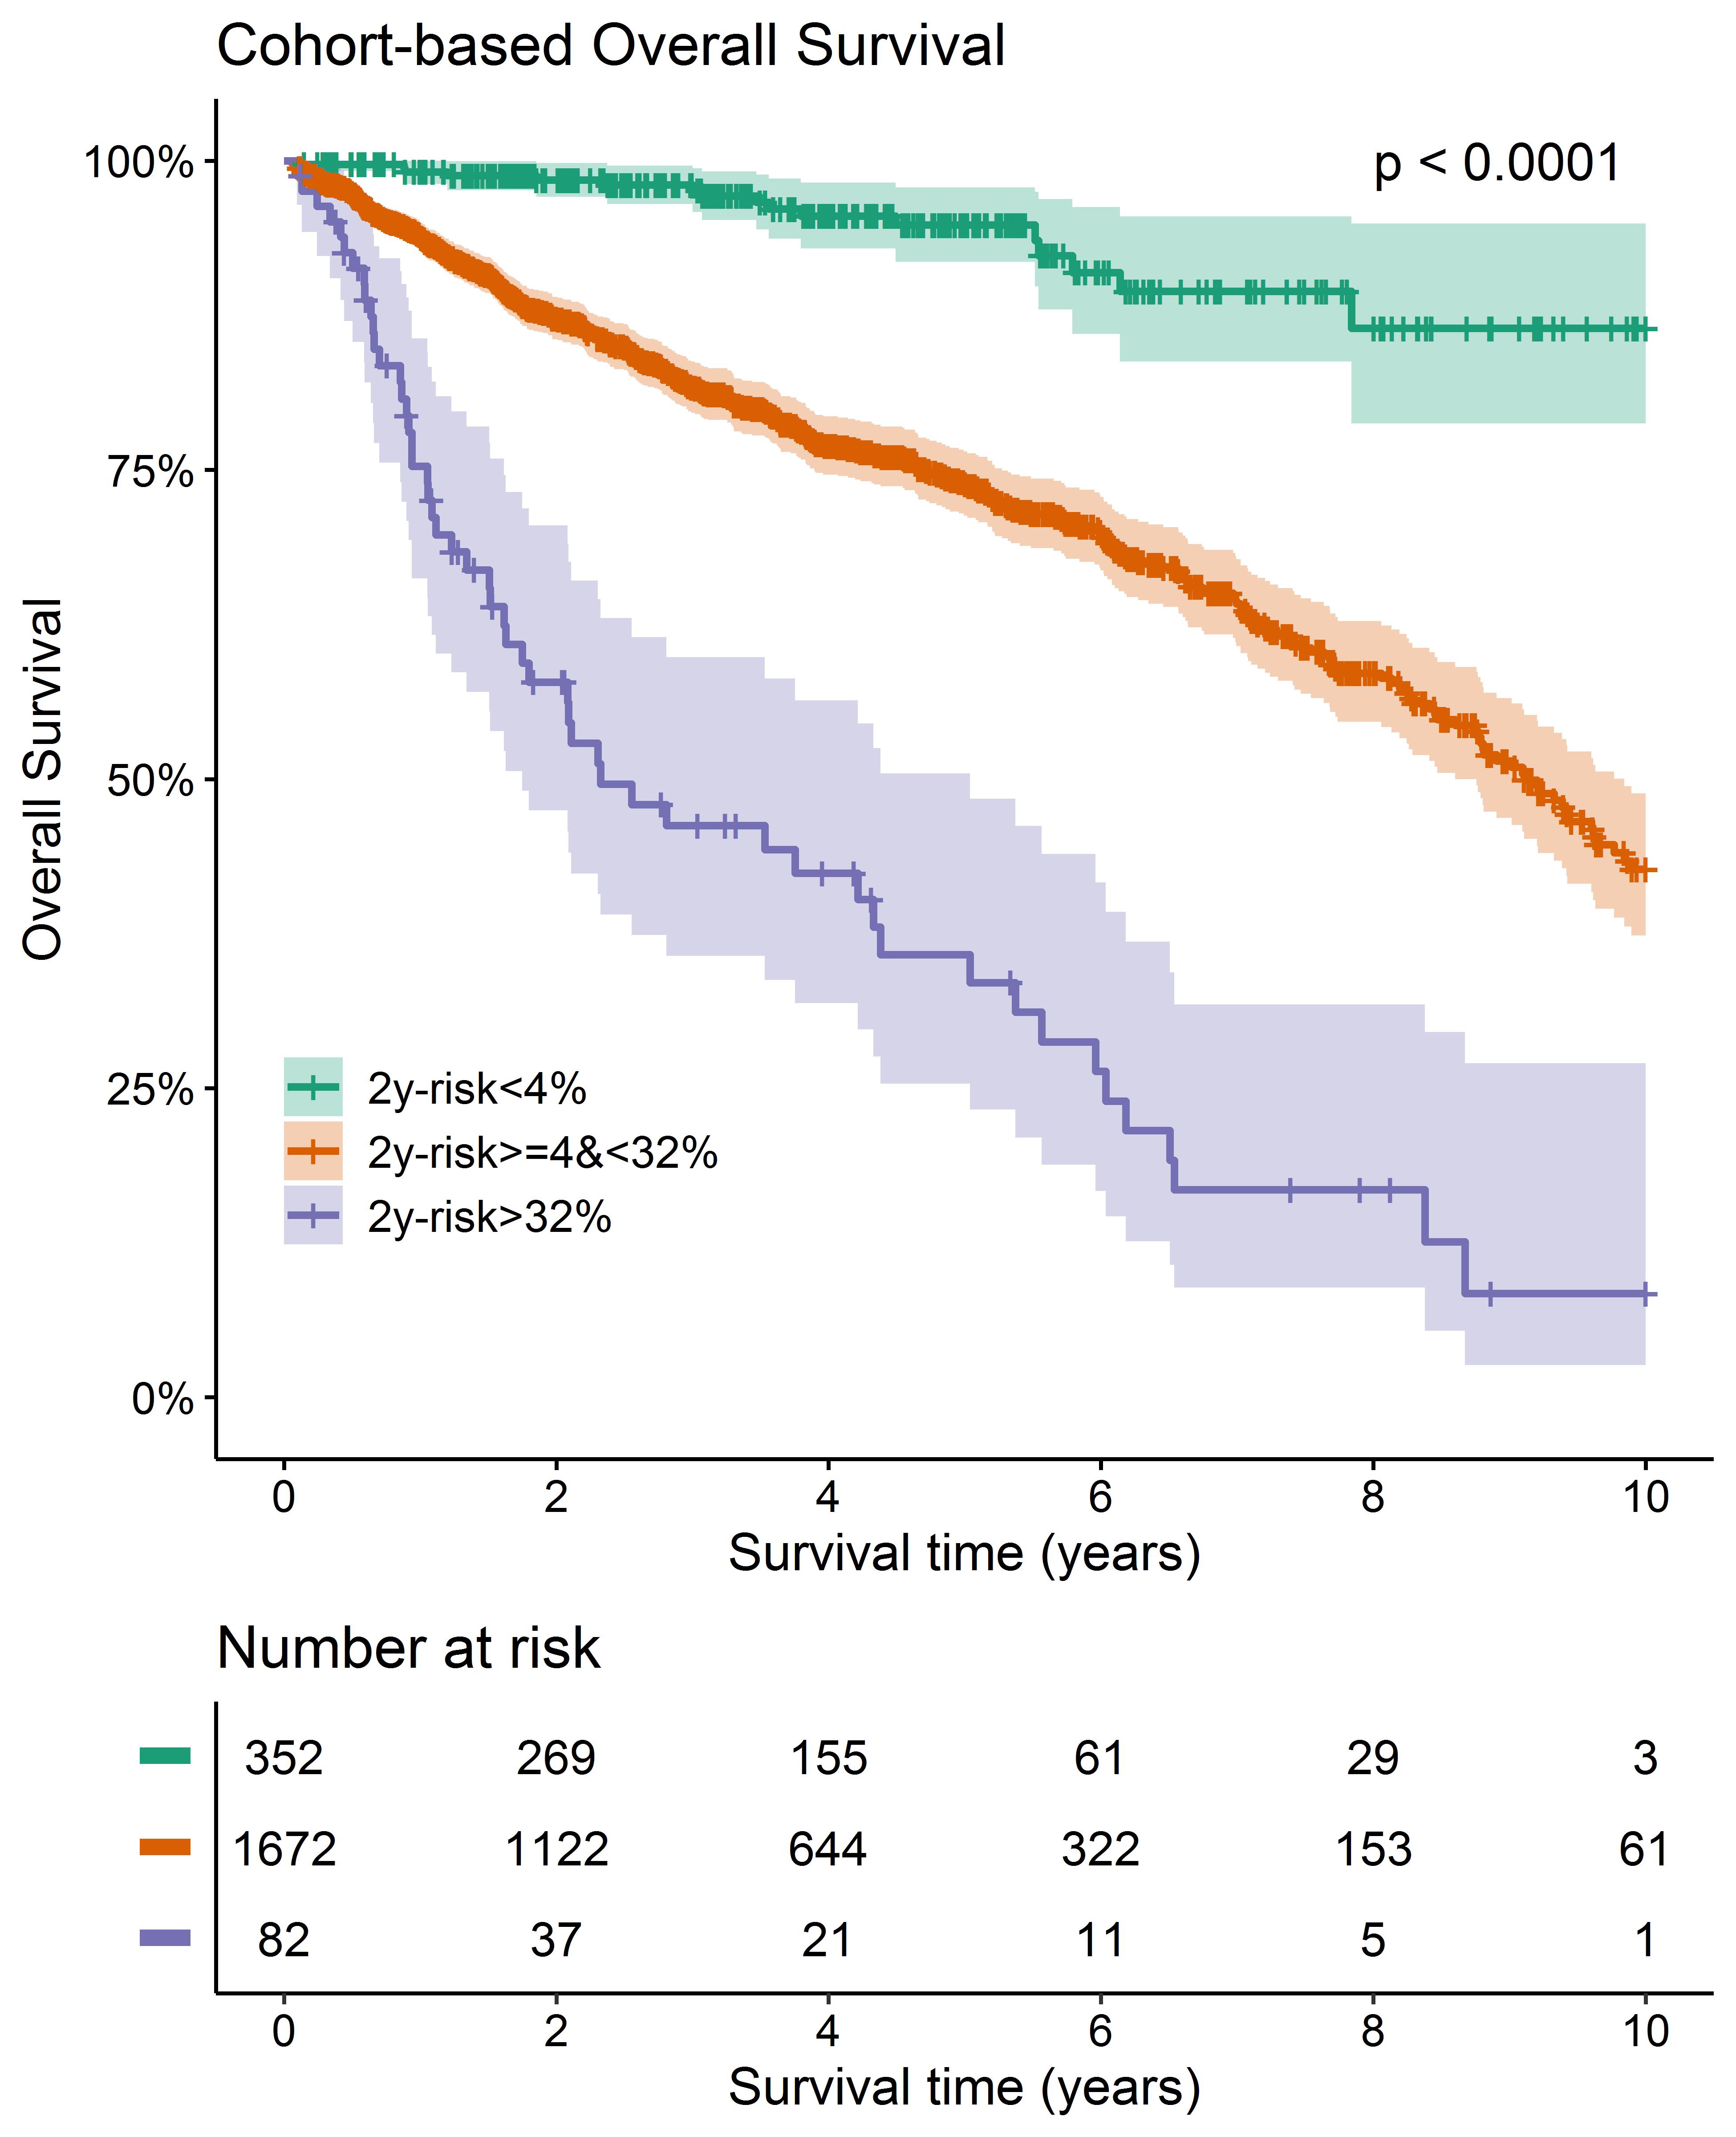 Cohort-based Overall Survival
p < 0.0001
100%
75%
50%
25%
0%
Overall Survival
2y-risk<4%
2y-risk>=4&<32%
2y-risk>32%
0 2 4 6 8 10
Survival time (years)
Number at risk
352 269 155 61 29 3
1672 1122 644 322 153 61
82 37 21 11 5 1
0 2 4 6 8 10
Survival time (years)